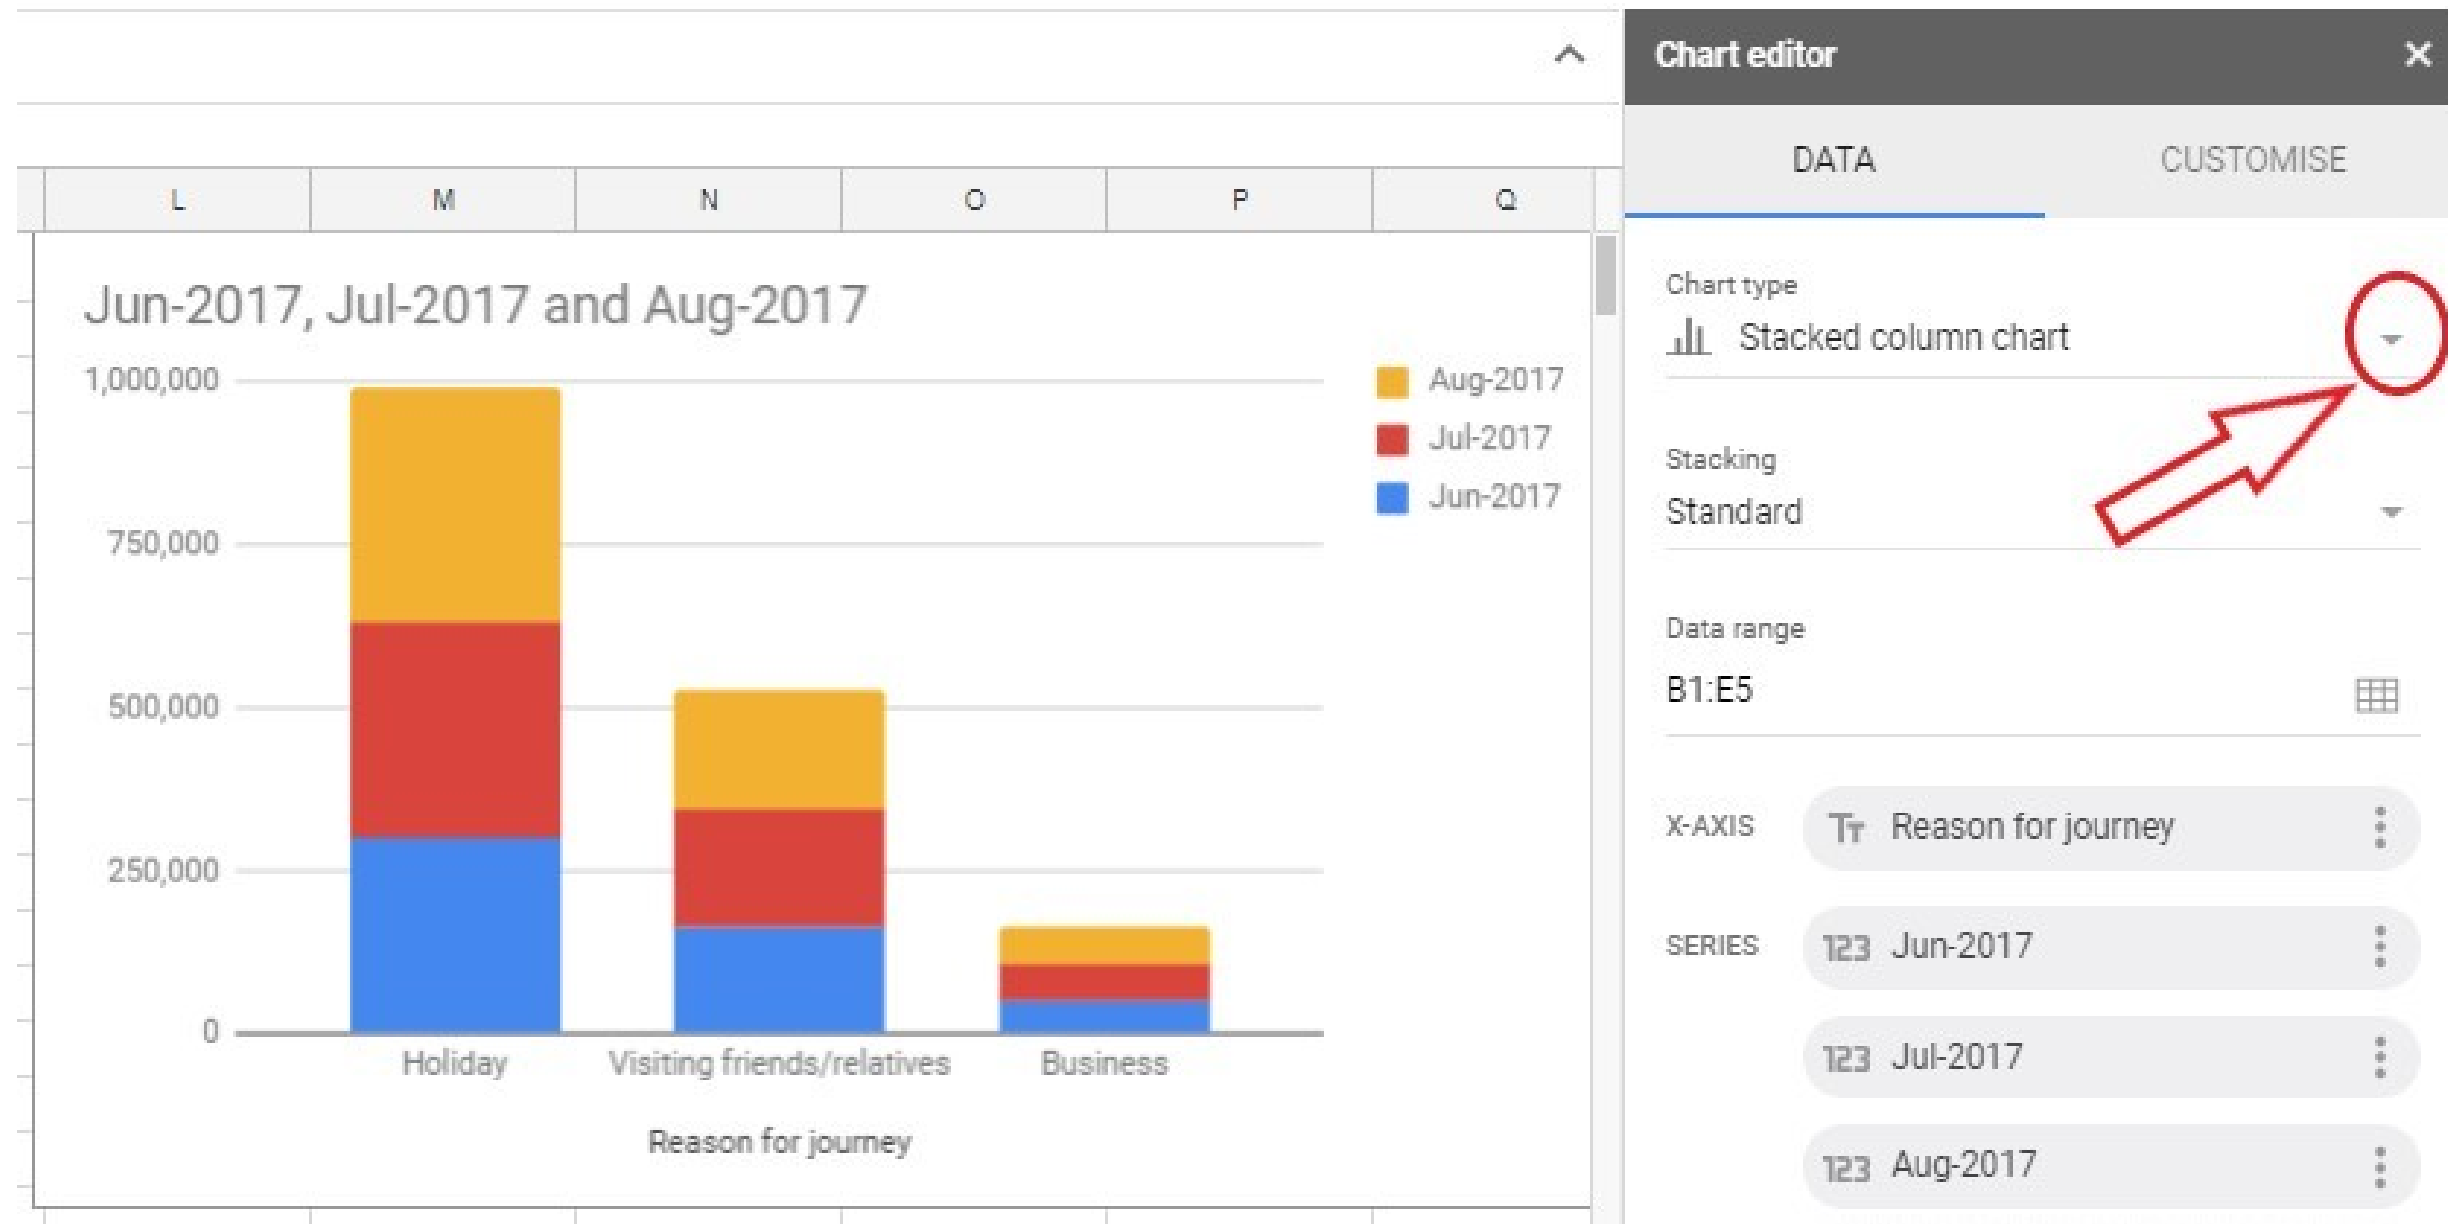 Chart editor
DATA CUSTOMISE
L M N O P Q
Jun-2017, Jul-2017 and Aug-2017
1,000,000
750,000
500,000
250,000
0
Aug-2017
Jul-2017
Jun-2017
Holiday Visiting friends/relatives Business
Reason for journey
Chart type
Stacked column chart
Stacking
Standard
Data range
B1:E5
X-AXIS Tт Reason for journey
SERIES 123 Jun-2017
123 Jul-2017
123 Aug-2017